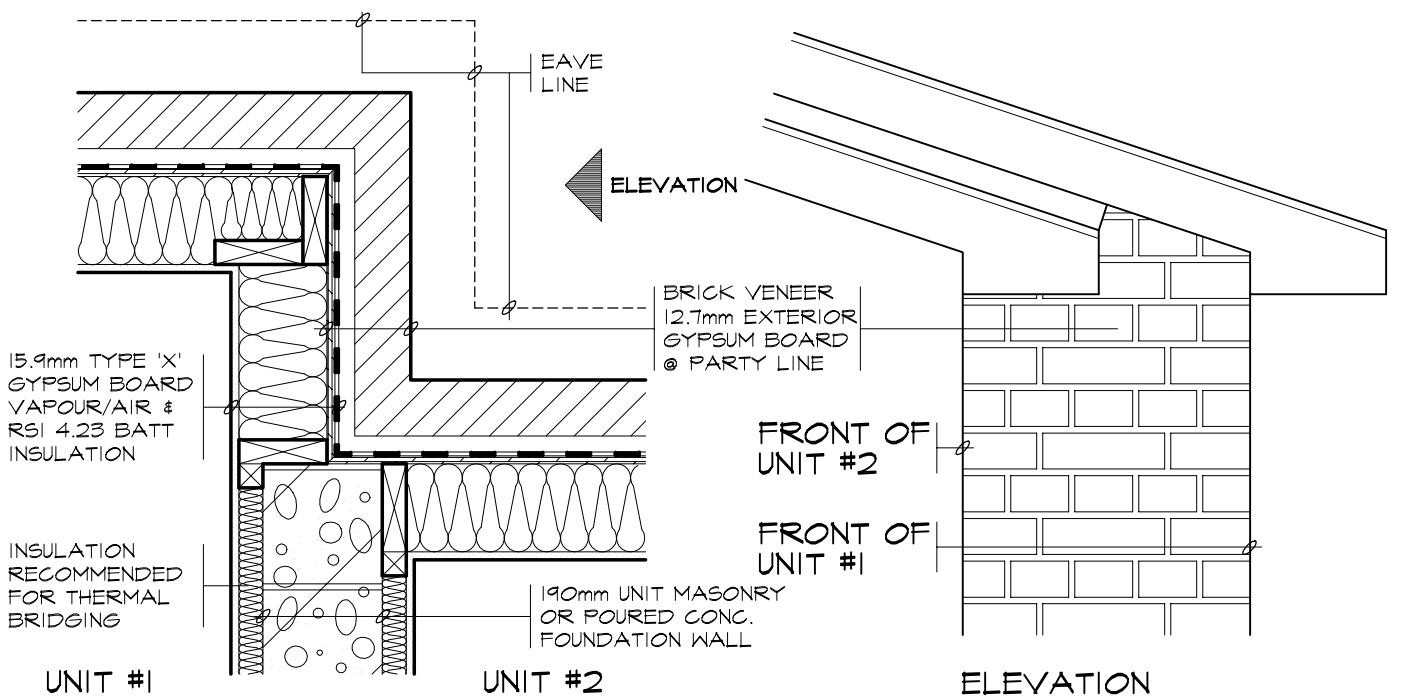 EAVE
LINE
ELEVATION
BRICK VENEER
12.7mm EXTERIOR
GYPSUM BOARD
@ PARTY LINE
15.9mm TYPE 'X'
GYPSUM BOARD
VAPOUR/AIR &
RSI 4.23 BATT
INSULATION
FRONT OF
UNIT #2
FRONT OF
UNIT #1
INSULATION
RECOMMENDED
FOR THERMAL
BRIDGING
190mm UNIT MASONRY
OR POURED CONC.
FOUNDATION WALL
UNIT #1
UNIT #2
ELEVATION